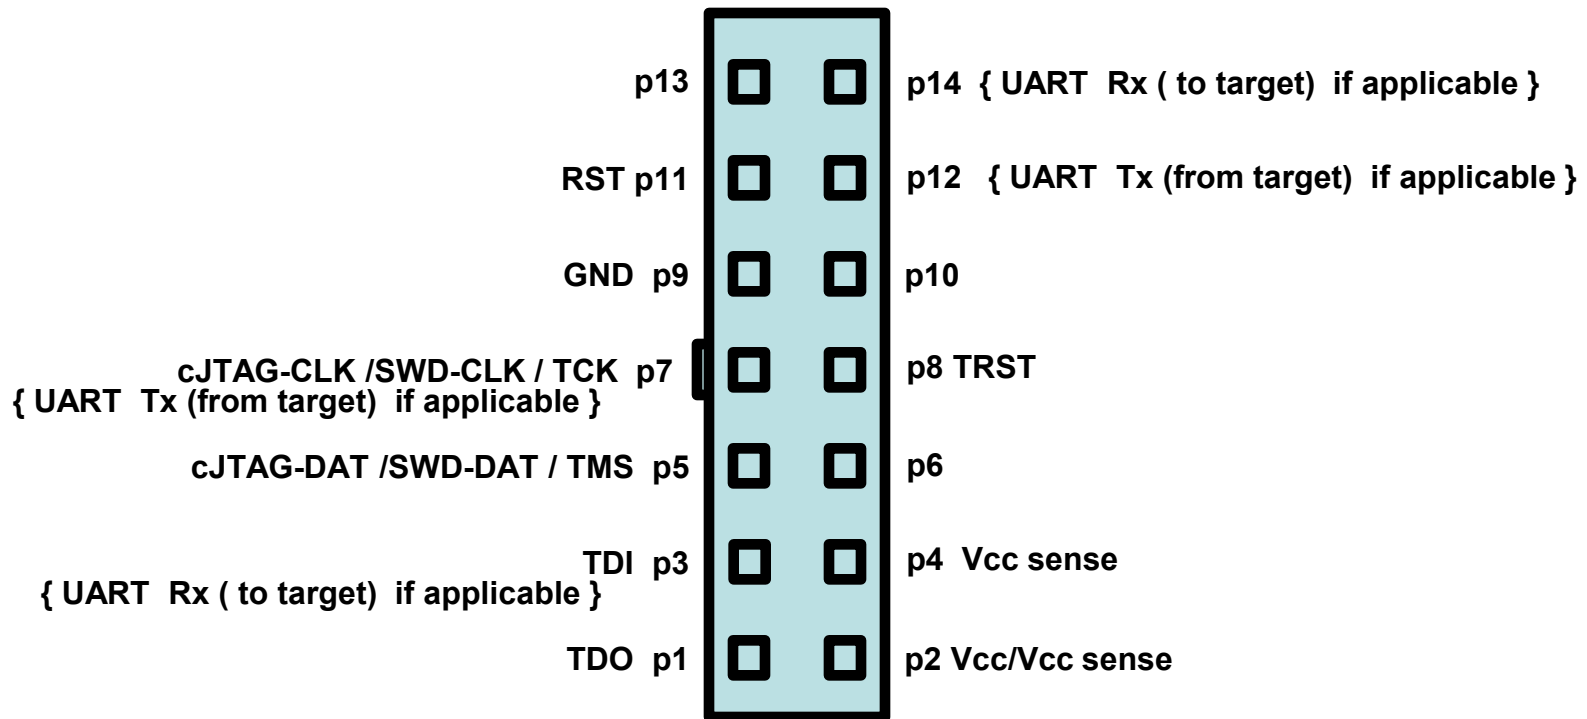 p13
p14 { UART Rx ( to target) if applicable }
RST p11
p12 { UART Tx (from target) if applicable }
GND p9
p10
cJTAG-CLK /SWD-CLK / TCK p7
{ UART Tx (from target) if applicable }
p8 TRST
cJTAG-DAT /SWD-DAT / TMS p5
p6
TDI p3
{ UART Rx ( to target) if applicable }
p4 Vcc sense
TDO p1
p2 Vcc/Vcc sense